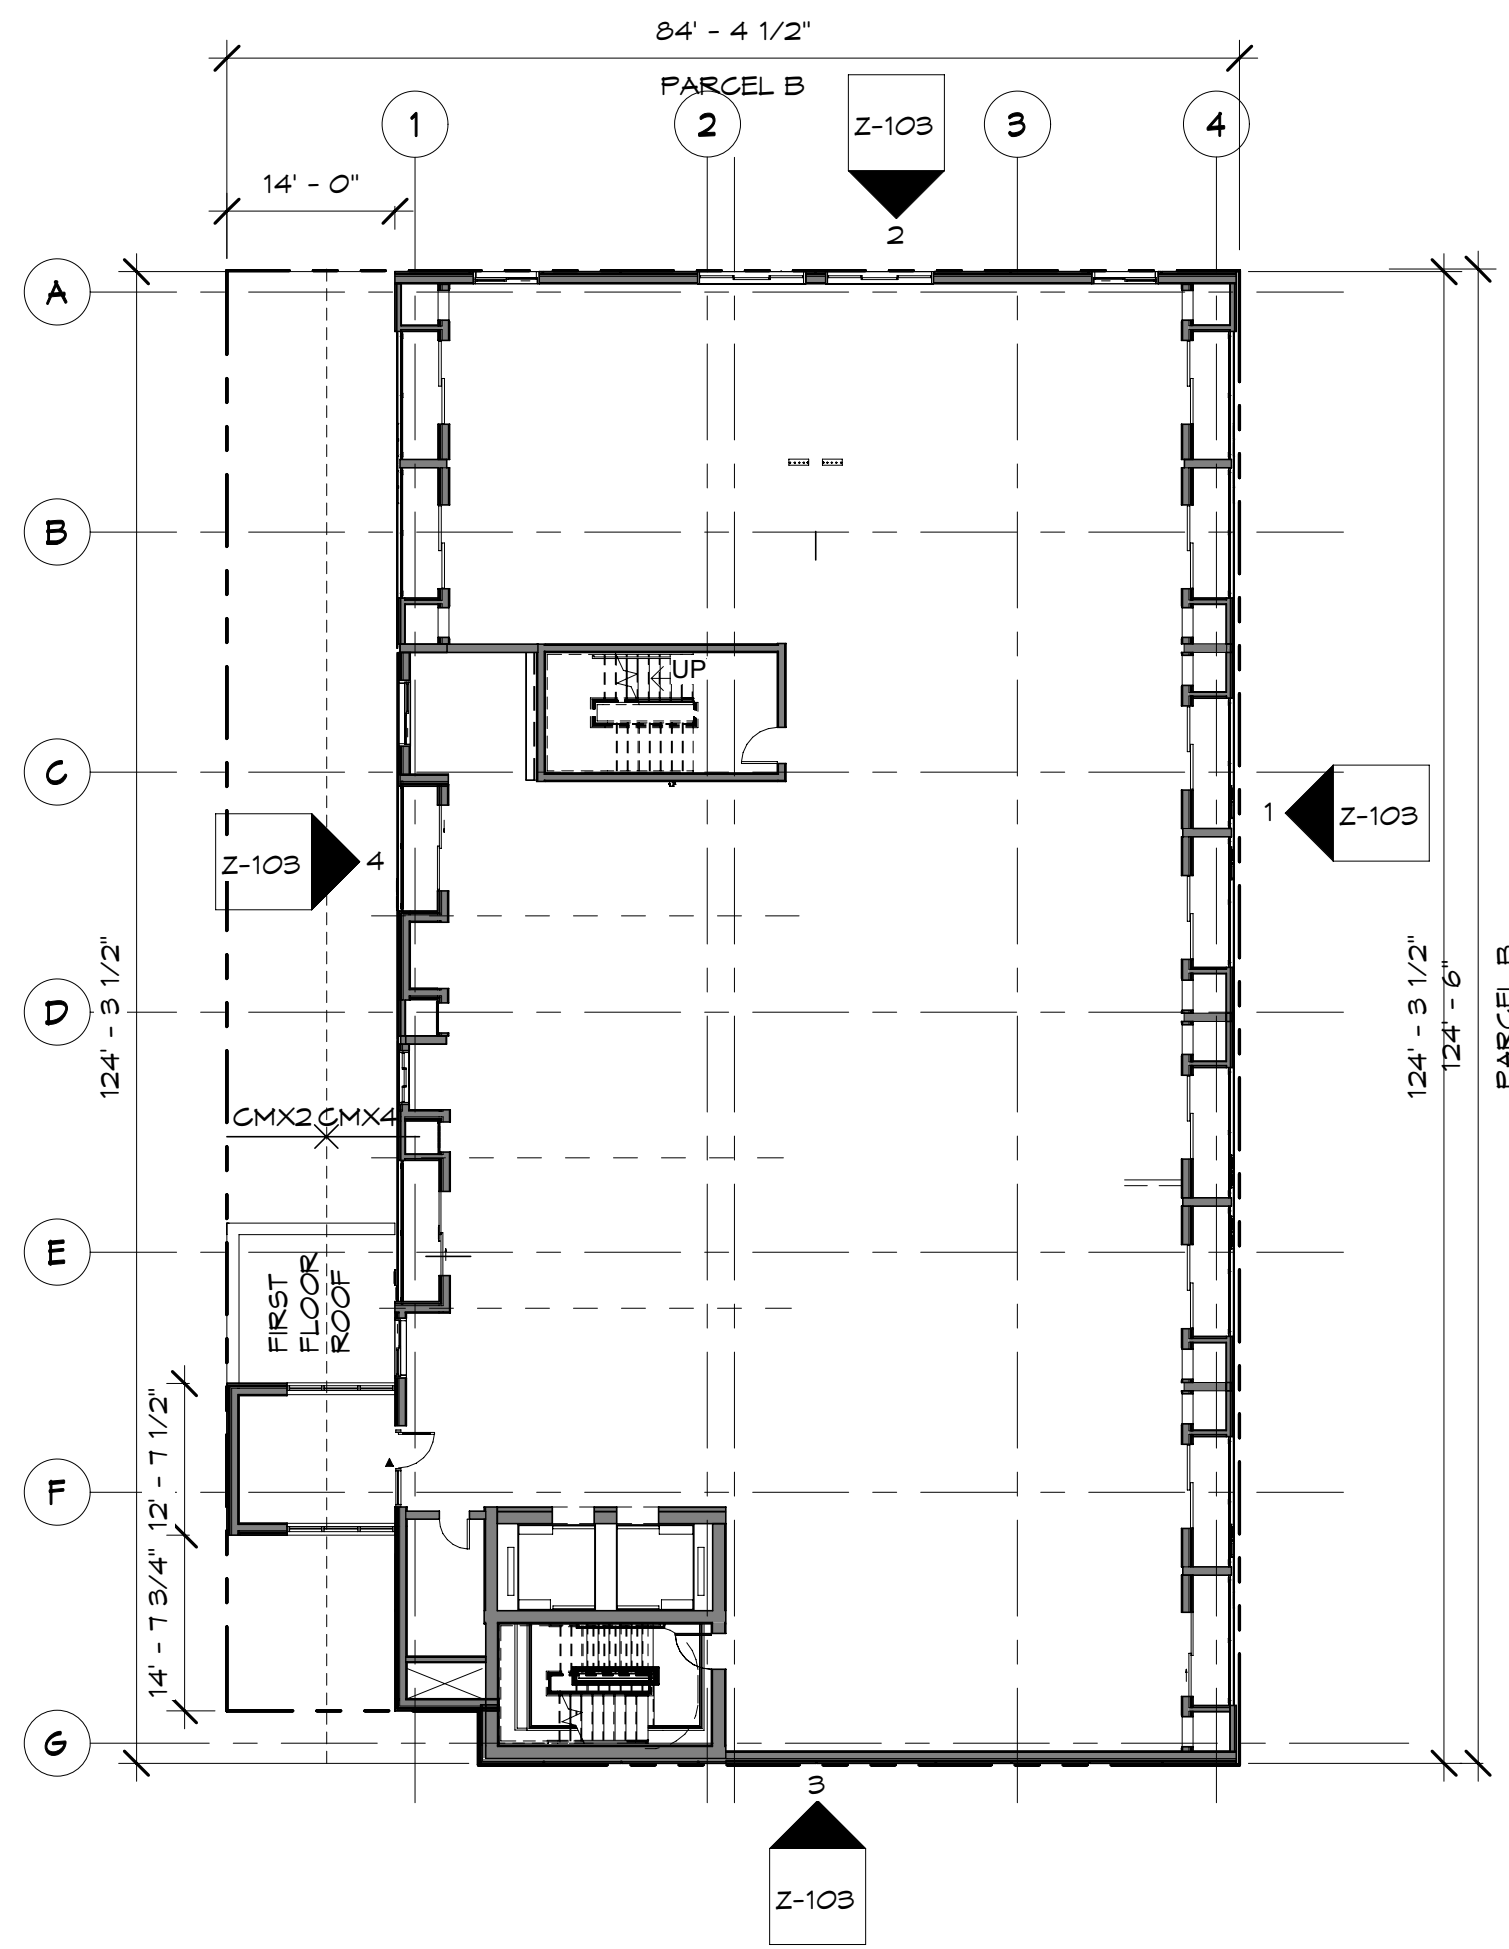 84' - 4 1/2"
PARCEL B
1
2
3
4
Z-103
2
14' - 0"
A
B
UP
C
1
Z-103
Z-103
4
124' - 3 1/2"
124' - 3 1/2"
124' - 6"
PARCEL B
D
CMX2 CMX4
E
FIRST
FLOOR
ROOF
12' - 7 1/2"
F
14' - 7 3/4"
G
3
Z-103